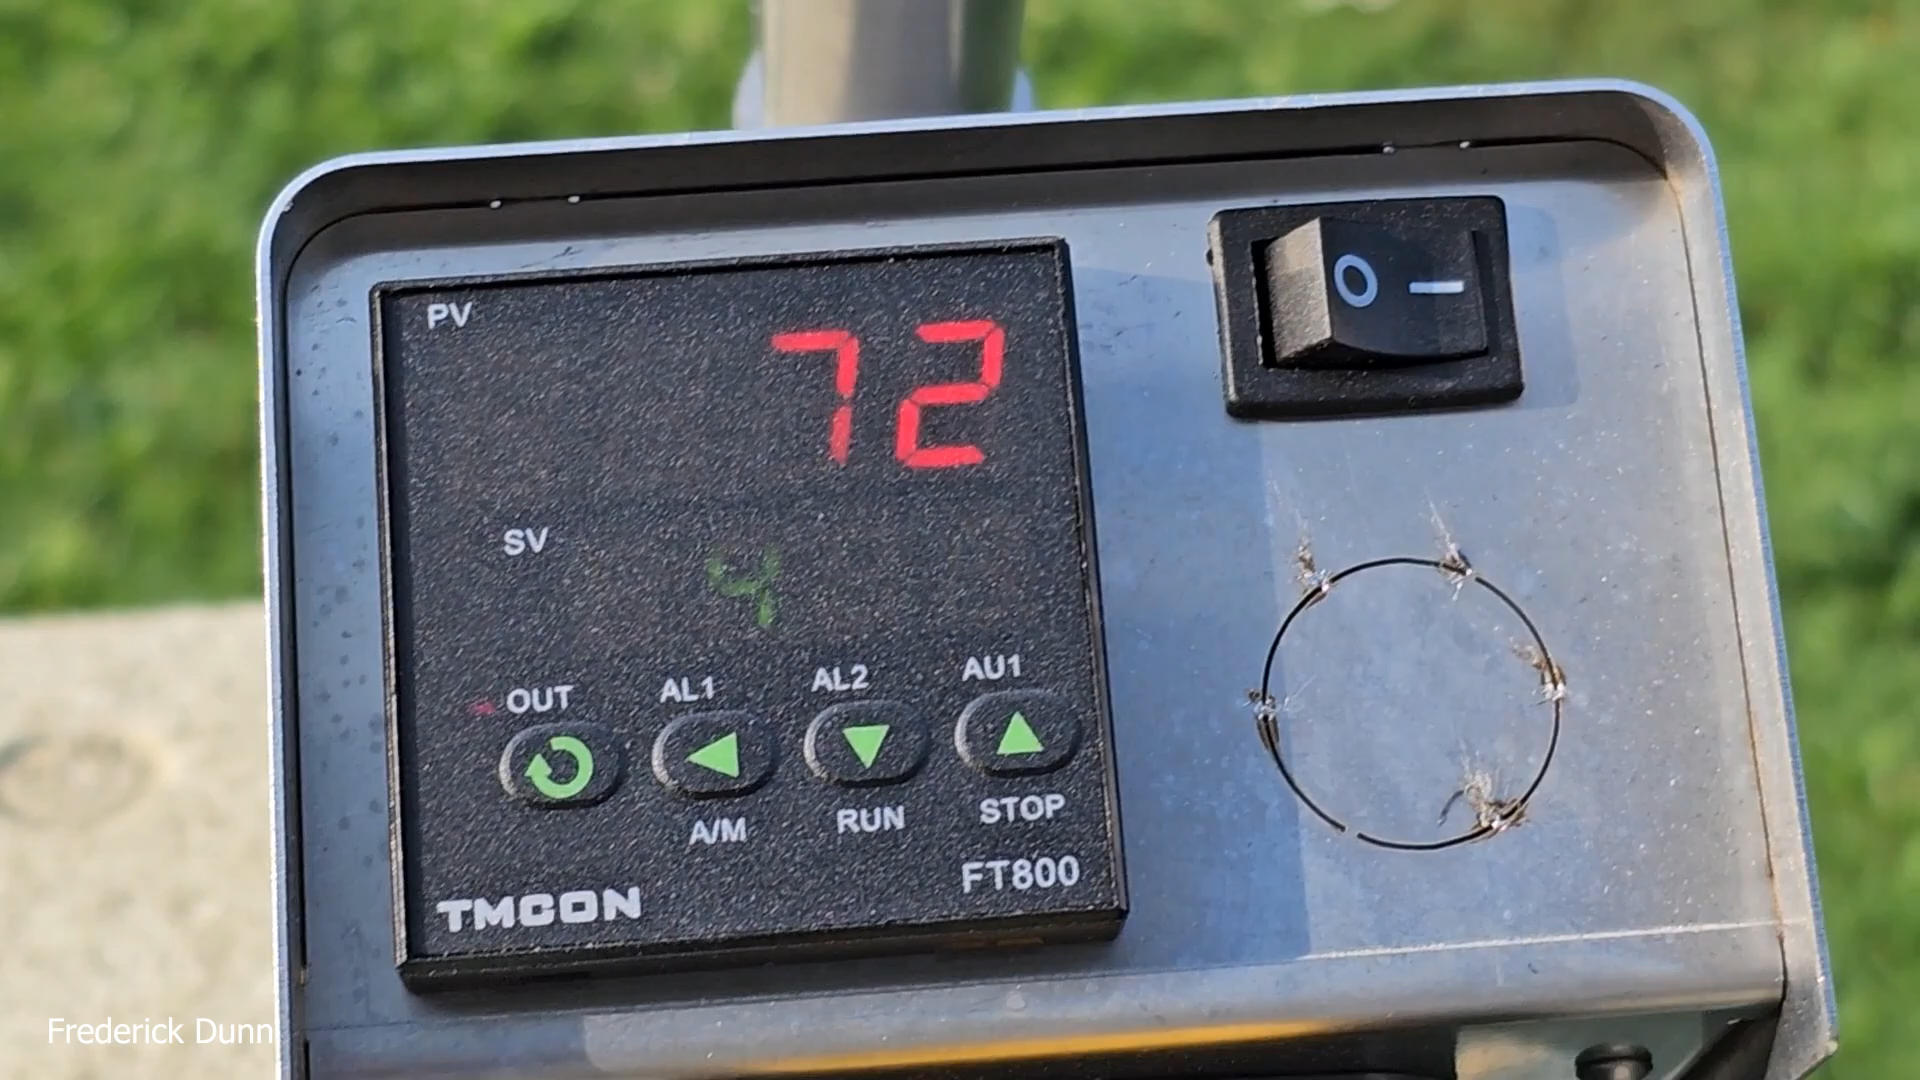 PV
72
SV
4
OUT AL1 AL2 AU1
A/M RUN STOP
FT800
TMCON
O I
Frederick Dunn